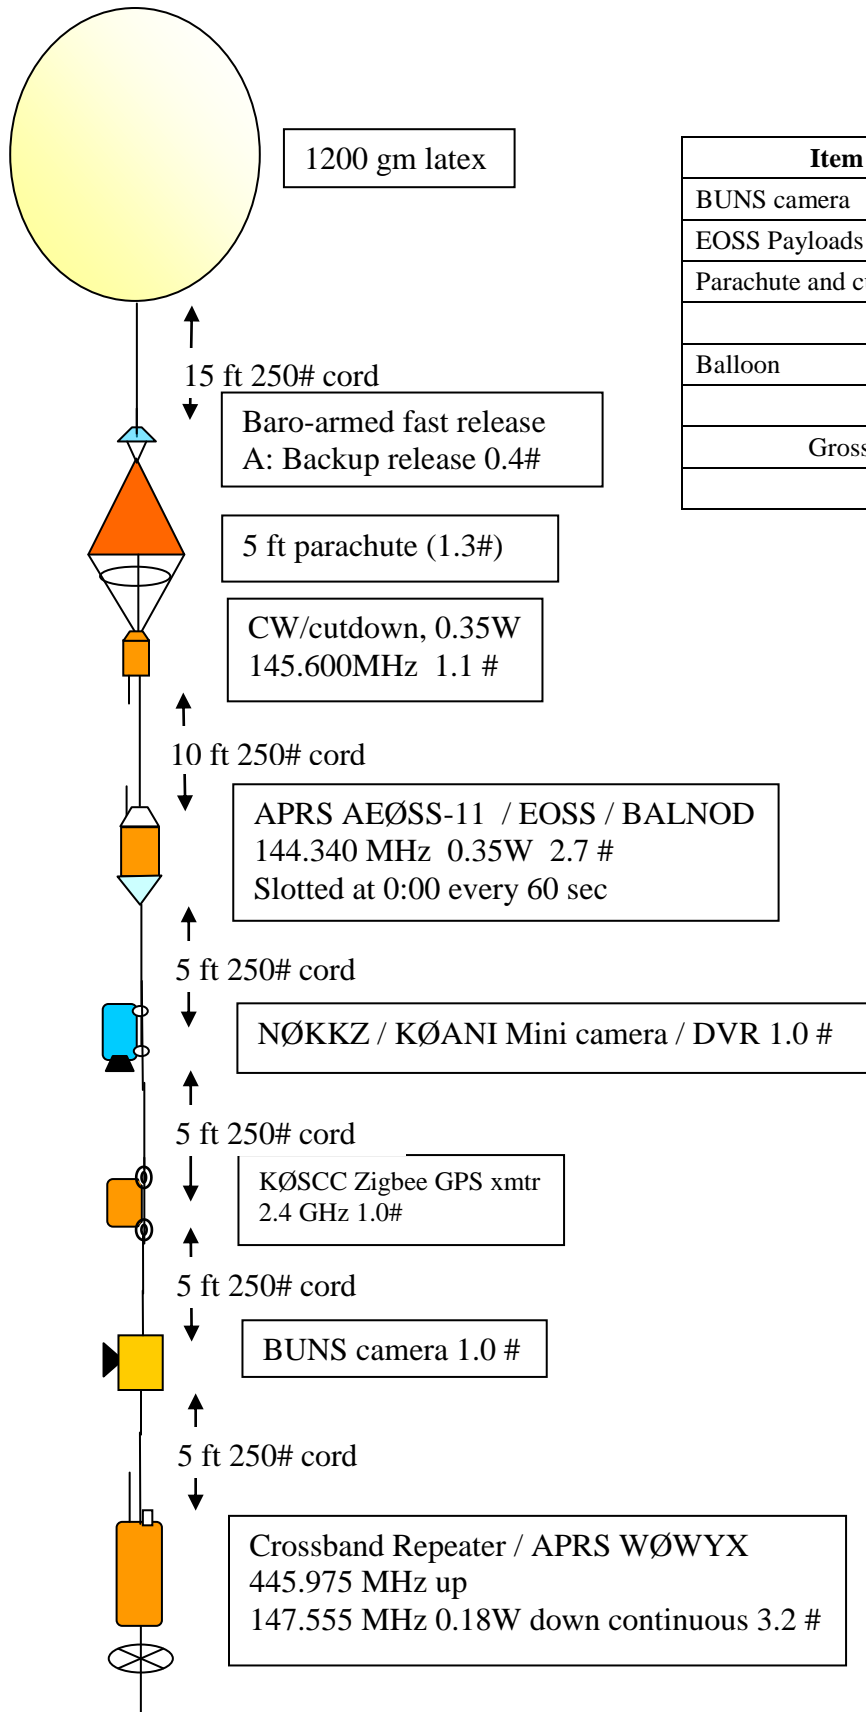 1200 gm latex
Item
BUNS camera
EOSS Payloads
Parachute and
Balloon
Gross
15 ft 250# cord
Baro-armed fast release
A: Backup release 0.4#
5 ft parachute (1.3#)
CW/cutdown, 0.35W
145.600MHz 1.1 #
10 ft 250# cord
APRS AEØSS-11 / EOSS / BALNOD
144.340 MHz 0.35W 2.7 #
Slotted at 0:00 every 60 sec
5 ft 250# cord
NØKKZ / KØANI Mini camera / DVR 1.0 #
5 ft 250# cord
KØSCC Zigbee GPS xmtr
2.4 GHz 1.0#
5 ft 250# cord
BUNS camera 1.0 #
5 ft 250# cord
Crossband Repeater / APRS WØWYX
445.975 MHz up
147.555 MHz 0.18W down continuous 3.2 #